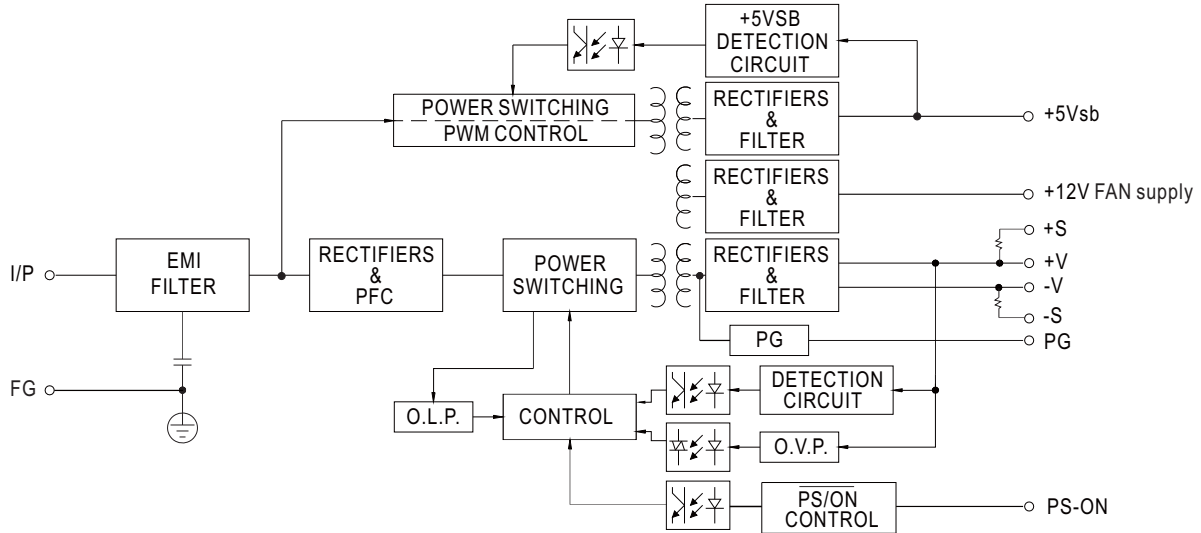 +5VSB
DETECTION
CIRCUIT
POWER SWITCHING
PWM CONTROL
RECTIFIERS
&
FILTER
+5Vsb
RECTIFIERS
&
FILTER
+12V FAN supply
I/P
EMI
FILTER
RECTIFIERS
&
PFC
POWER
SWITCHING
RECTIFIERS
&
FILTER
+S
+V
-V
-S
PG
PG
FG
O.L.P.
CONTROL
DETECTION
CIRCUIT
O.V.P.
PS/ON
CONTROL
PS-ON